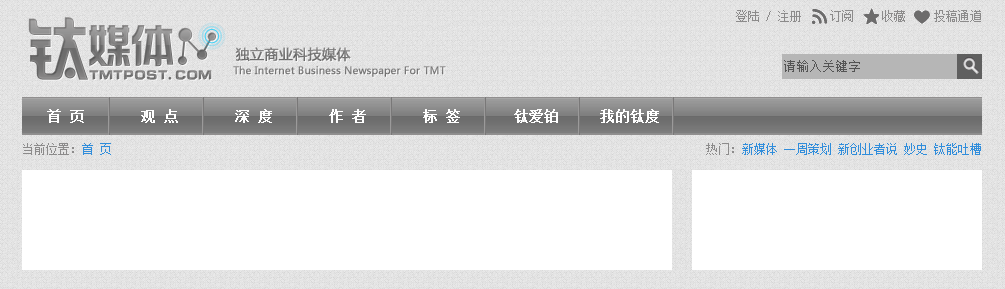 登陆 / 注册 订阅 收藏 投稿通道
钛媒体
TMTPOST.COM
独立商业科技媒体
The Internet Business Newspaper For TMT
请输入关键字
首 页 观 点 深 度 作 者 标 签 钛爱铂 我的钛度
当前位置：首 页 热门：新媒体 一周策划 新创业者说 妙史 钛能吐槽